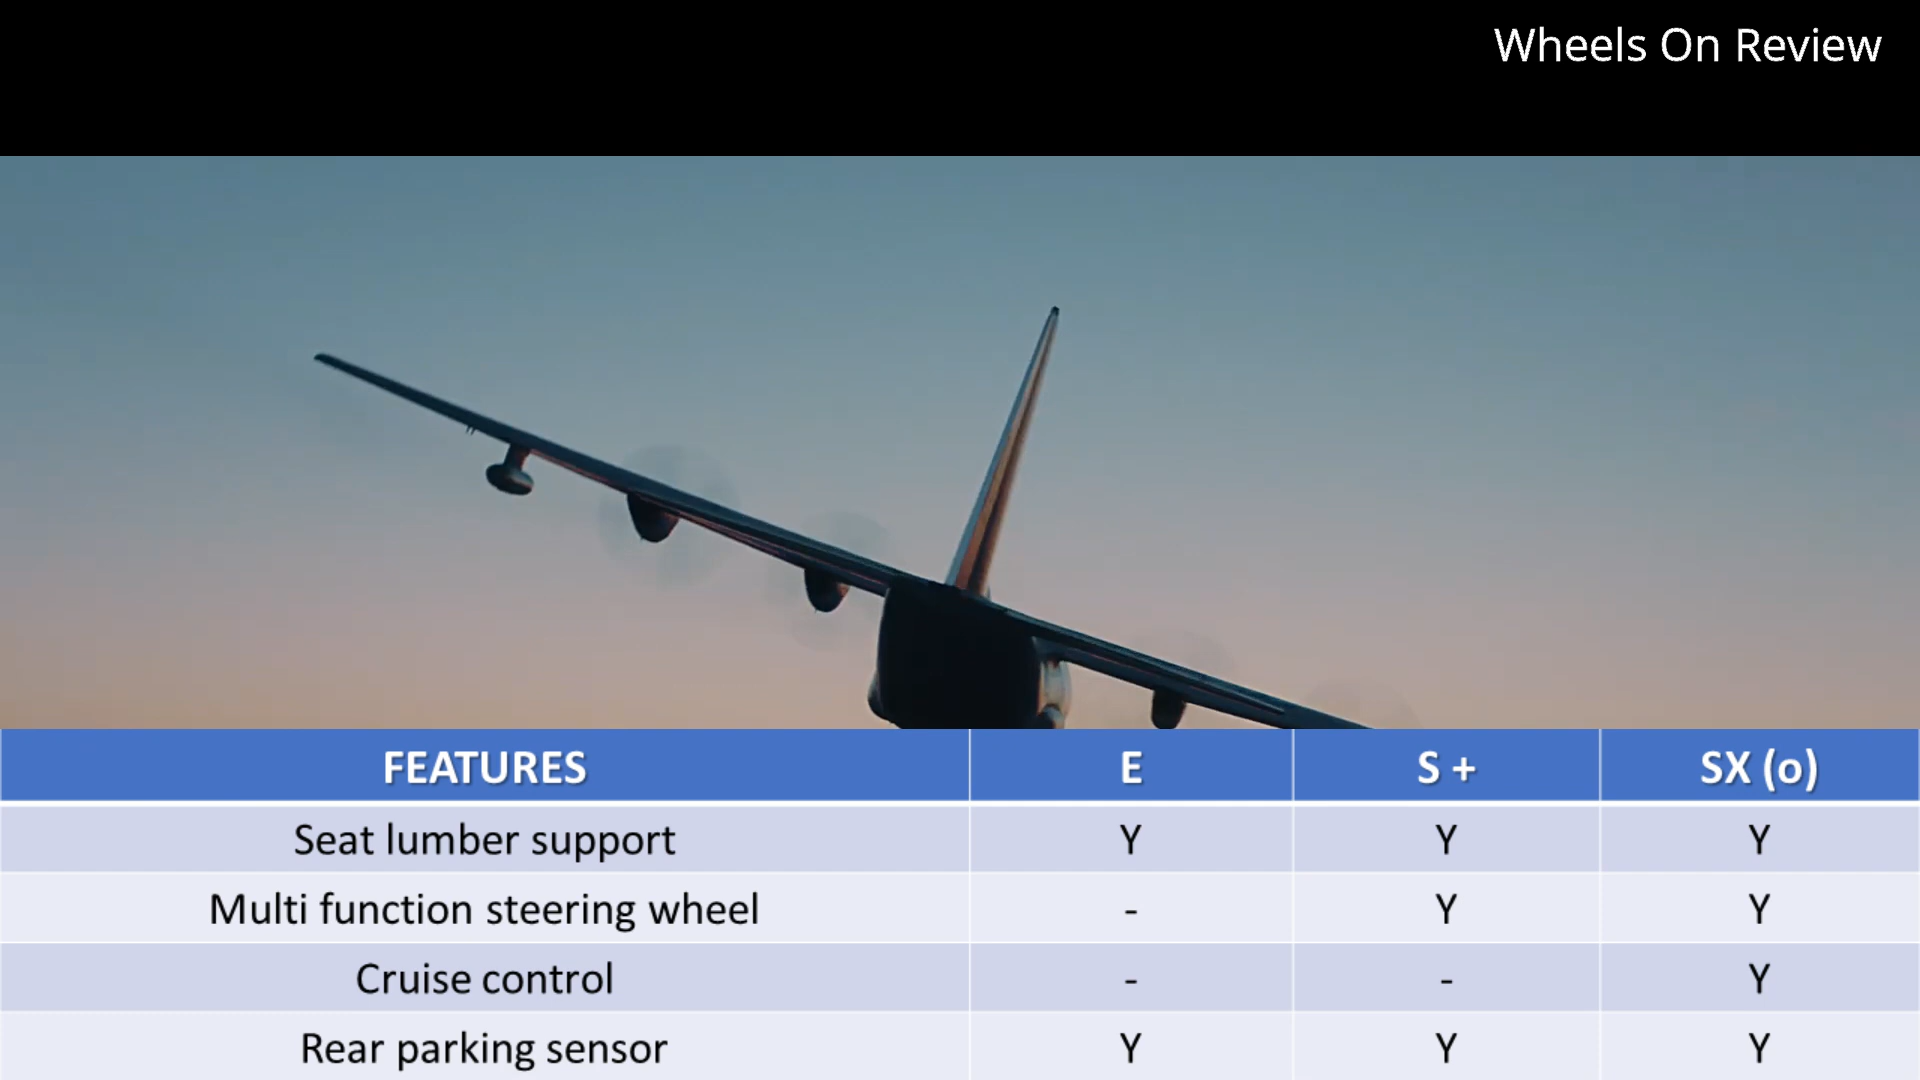 Wheels On Review
FEATURES E S + SX (o)
Seat lumber support Y Y Y
Multi function steering wheel - Y Y
Cruise control - - Y
Rear parking sensor Y Y Y